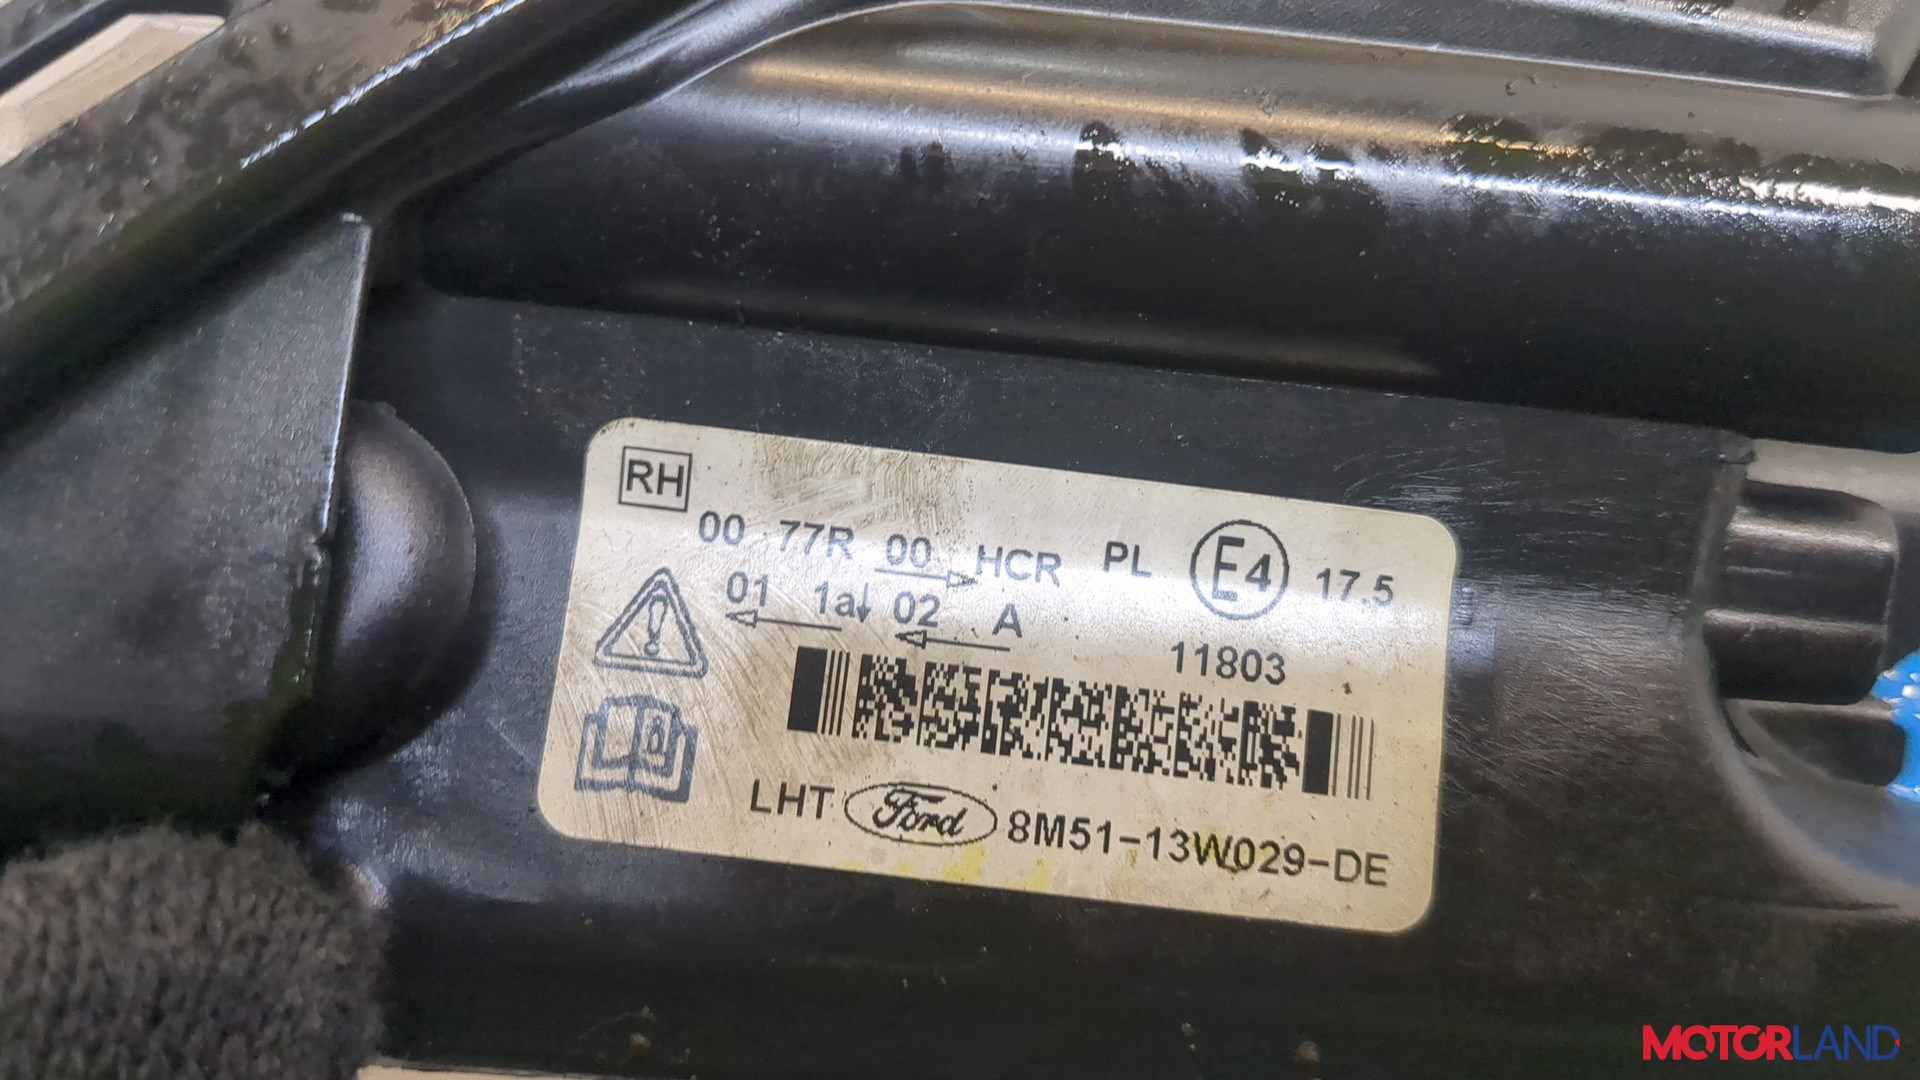 RH
00 77R 00 HCR PL E4 17.5
01 1a 02 A
11803
LHT Ford 8M51-13W029-DE
MOTORLAND